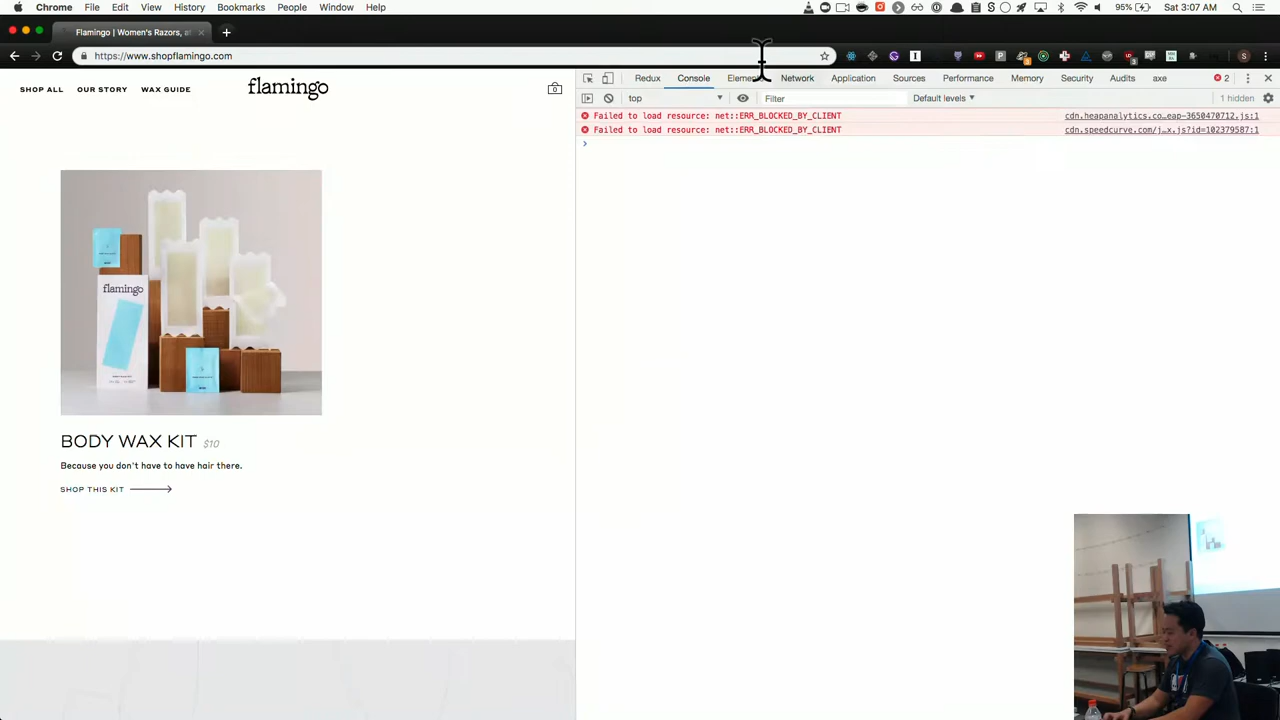 Chrome File Edit View History Bookmarks People Window Help 95% Sat 3:07 AM
Flamingo | Women's Razors, a
https://www.shopflamingo.com
SHOP ALL OUR STORY WAX GUIDE flamingo 0
Redux Console Elements Network Application Sources Performance Memory Security Audits axe 2
top Filter Default levels 1 hidden
Failed to load resource: net::ERR_BLOCKED_BY_CLIENT cdn.heapanalytics.co…eap-3650470712.js:1
Failed to load resource: net::ERR_BLOCKED_BY_CLIENT cdn.speedcurve.com/j…x.js?id=102379587:1
flamingo
BODY WAX KIT $10
Because you don't have to have hair there.
SHOP THIS KIT